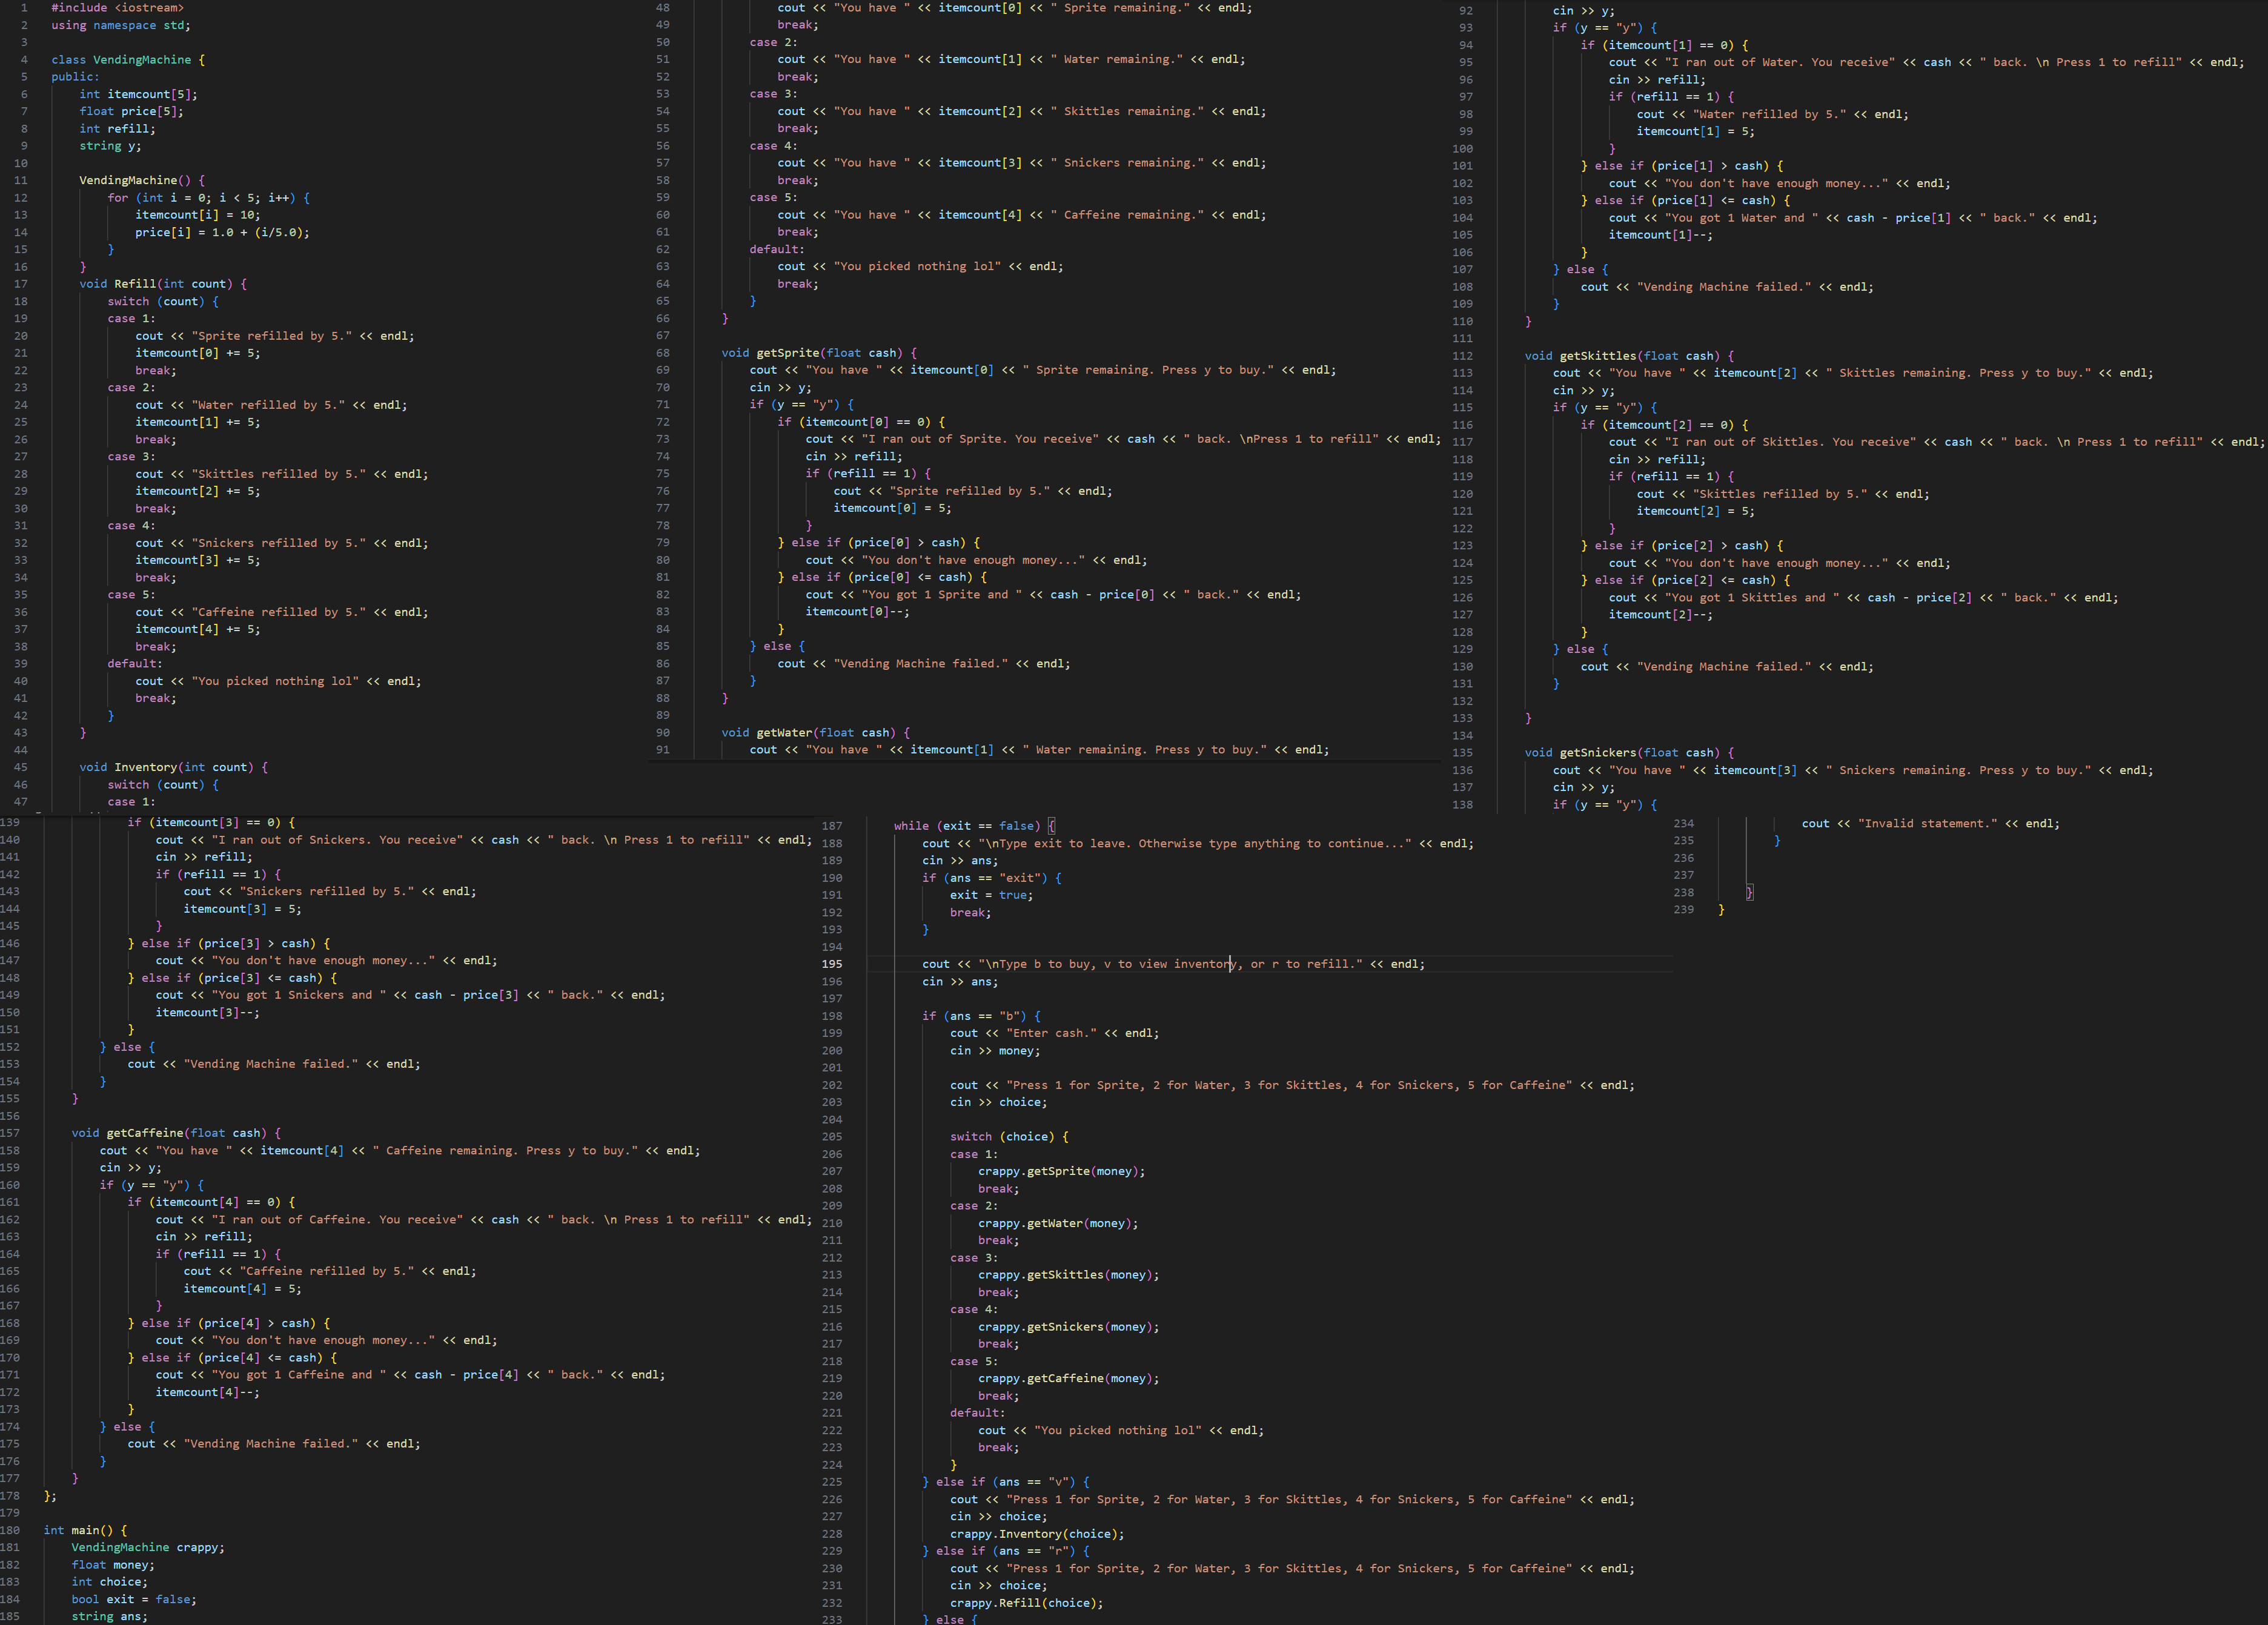 1 #include <iostream>
2 using namespace std;
3
4 class VendingMachine {
5 public:
6 int itemcount[5];
7 float price[5];
8 int refill;
9 string y;
10
11 VendingMachine() {
12 for (int i = 0; i < 5; i++) {
13 itemcount[i] = 10;
14 price[i] = 1.0 + (i/5.0);
15 }
16 }
17 void Refill(int count) {
18 switch (count) {
19 case 1:
20 cout << "Sprite refilled by 5." << endl;
21 itemcount[0] += 5;
22 break;
23 case 2:
24 cout << "Water refilled by 5." << endl;
25 itemcount[1] += 5;
26 break;
27 case 3:
28 cout << "Skittles refilled by 5." << endl;
29 itemcount[2] += 5;
30 break;
31 case 4:
32 cout << "Snickers refilled by 5." << endl;
33 itemcount[3] += 5;
34 break;
35 case 5:
36 cout << "Caffeine refilled by 5." << endl;
37 itemcount[4] += 5;
38 break;
39 default:
40 cout << "You picked nothing lol" << endl;
41 break;
42 }
43 }
44
45 void Inventory(int count) {
46 switch (count) {
47 case 1:
48 cout << "You have " << itemcount[0] << " Sprite remaining." << endl;
49 break;
50 case 2:
51 cout << "You have " << itemcount[1] << " Water remaining." << endl;
52 break;
53 case 3:
54 cout << "You have " << itemcount[2] << " Skittles remaining." << endl;
55 break;
56 case 4:
57 cout << "You have " << itemcount[3] << " Snickers remaining." << endl;
58 break;
59 case 5:
60 cout << "You have " << itemcount[4] << " Caffeine remaining." << endl;
61 break;
62 default:
63 cout << "You picked nothing lol" << endl;
64 break;
65 }
66 }
67
68 void getSprite(float cash) {
69 cout << "You have " << itemcount[0] << " Sprite remaining. Press y to buy." << endl;
70 cin >> y;
71 if (y == "y") {
72 if (itemcount[0] == 0) {
73 cout << "I ran out of Sprite. You receive" << cash << " back. \nPress 1 to refill" << endl;
74 cin >> refill;
75 if (refill == 1) {
76 cout << "Sprite refilled by 5." << endl;
77 itemcount[0] = 5;
78 }
79 } else if (price[0] > cash) {
80 cout << "You don't have enough money..." << endl;
81 } else if (price[0] <= cash) {
82 cout << "You got 1 Sprite and " << cash - price[0] << " back." << endl;
83 itemcount[0]--;
84 }
85 } else {
86 cout << "Vending Machine failed." << endl;
87 }
88 }
89
90 void getWater(float cash) {
91 cout << "You have " << itemcount[1] << " Water remaining. Press y to buy." << endl;
92 cin >> y;
93 if (y == "y") {
94 if (itemcount[1] == 0) {
95 cout << "I ran out of Water. You receive" << cash << " back. \n Press 1 to refill" << endl;
96 cin >> refill;
97 if (refill == 1) {
98 cout << "Water refilled by 5." << endl;
99 itemcount[1] = 5;
100 }
101 } else if (price[1] > cash) {
102 cout << "You don't have enough money..." << endl;
103 } else if (price[1] <= cash) {
104 cout << "You got 1 Water and " << cash - price[1] << " back." << endl;
105 itemcount[1]--;
106 }
107 } else {
108 cout << "Vending Machine failed." << endl;
109 }
110 }
111
112 void getSkittles(float cash) {
113 cout << "You have " << itemcount[2] << " Skittles remaining. Press y to buy." << endl;
114 cin >> y;
115 if (y == "y") {
116 if (itemcount[2] == 0) {
117 cout << "I ran out of Skittles. You receive" << cash << " back. \n Press 1 to refill" << endl;
118 cin >> refill;
119 if (refill == 1) {
120 cout << "Skittles refilled by 5." << endl;
121 itemcount[2] = 5;
122 }
123 } else if (price[2] > cash) {
124 cout << "You don't have enough money..." << endl;
125 } else if (price[2] <= cash) {
126 cout << "You got 1 Skittles and " << cash - price[2] << " back." << endl;
127 itemcount[2]--;
128 }
129 } else {
130 cout << "Vending Machine failed." << endl;
131 }
132
133 }
134
135 void getSnickers(float cash) {
136 cout << "You have " << itemcount[3] << " Snickers remaining. Press y to buy." << endl;
137 cin >> y;
138 if (y == "y") {
139 if (itemcount[3] == 0) {
140 cout << "I ran out of Snickers. You receive" << cash << " back. \n Press 1 to refill" << endl;
141 cin >> refill;
142 if (refill == 1) {
143 cout << "Snickers refilled by 5." << endl;
144 itemcount[3] = 5;
145 }
146 } else if (price[3] > cash) {
147 cout << "You don't have enough money..." << endl;
148 } else if (price[3] <= cash) {
149 cout << "You got 1 Snickers and " << cash - price[3] << " back." << endl;
150 itemcount[3]--;
151 }
152 } else {
153 cout << "Vending Machine failed." << endl;
154 }
155 }
156
157 void getCaffeine(float cash) {
158 cout << "You have " << itemcount[4] << " Caffeine remaining. Press y to buy." << endl;
159 cin >> y;
160 if (y == "y") {
161 if (itemcount[4] == 0) {
162 cout << "I ran out of Caffeine. You receive" << cash << " back. \n Press 1 to refill" << endl;
163 cin >> refill;
164 if (refill == 1) {
165 cout << "Caffeine refilled by 5." << endl;
166 itemcount[4] = 5;
167 }
168 } else if (price[4] > cash) {
169 cout << "You don't have enough money..." << endl;
170 } else if (price[4] <= cash) {
171 cout << "You got 1 Caffeine and " << cash - price[4] << " back." << endl;
172 itemcount[4]--;
173 }
174 } else {
175 cout << "Vending Machine failed." << endl;
176 }
177 }
178 };
179
180 int main() {
181 VendingMachine crappy;
182 float money;
183 int choice;
184 bool exit = false;
185 string ans;
187 while (exit == false) {
188 cout << "\nType exit to leave. Otherwise type anything to continue..." << endl;
189 cin >> ans;
190 if (ans == "exit") {
191 exit = true;
192 break;
193 }
194
195 cout << "\nType b to buy, v to view inventory, or r to refill." << endl;
196 cin >> ans;
197
198 if (ans == "b") {
199 cout << "Enter cash." << endl;
200 cin >> money;
201
202 cout << "Press 1 for Sprite, 2 for Water, 3 for Skittles, 4 for Snickers, 5 for Caffeine" << endl;
203 cin >> choice;
204
205 switch (choice) {
206 case 1:
207 crappy.getSprite(money);
208 break;
209 case 2:
210 crappy.getWater(money);
211 break;
212 case 3:
213 crappy.getSkittles(money);
214 break;
215 case 4:
216 crappy.getSnickers(money);
217 break;
218 case 5:
219 crappy.getCaffeine(money);
220 break;
221 default:
222 cout << "You picked nothing lol" << endl;
223 break;
224 }
225 } else if (ans == "v") {
226 cout << "Press 1 for Sprite, 2 for Water, 3 for Skittles, 4 for Snickers, 5 for Caffeine" << endl;
227 cin >> choice;
228 crappy.Inventory(choice);
229 } else if (ans == "r") {
230 cout << "Press 1 for Sprite, 2 for Water, 3 for Skittles, 4 for Snickers, 5 for Caffeine" << endl;
231 cin >> choice;
232 crappy.Refill(choice);
233 } else {
234 cout << "Invalid statement." << endl;
235 }
236
237
238 }
239 }